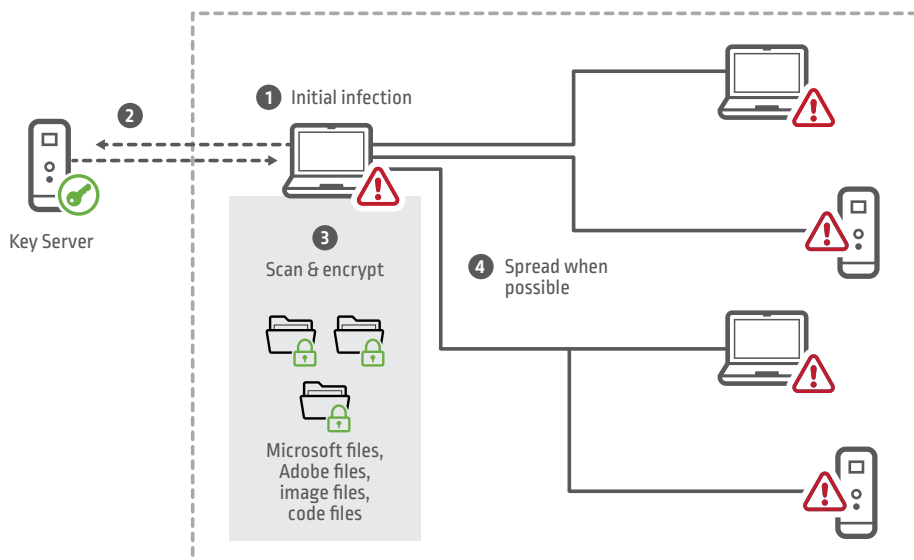 1 Initial infection
2
Key Server
3
Scan & encrypt
Microsoft files,
Adobe files,
image files,
code files
4 Spread when
possible